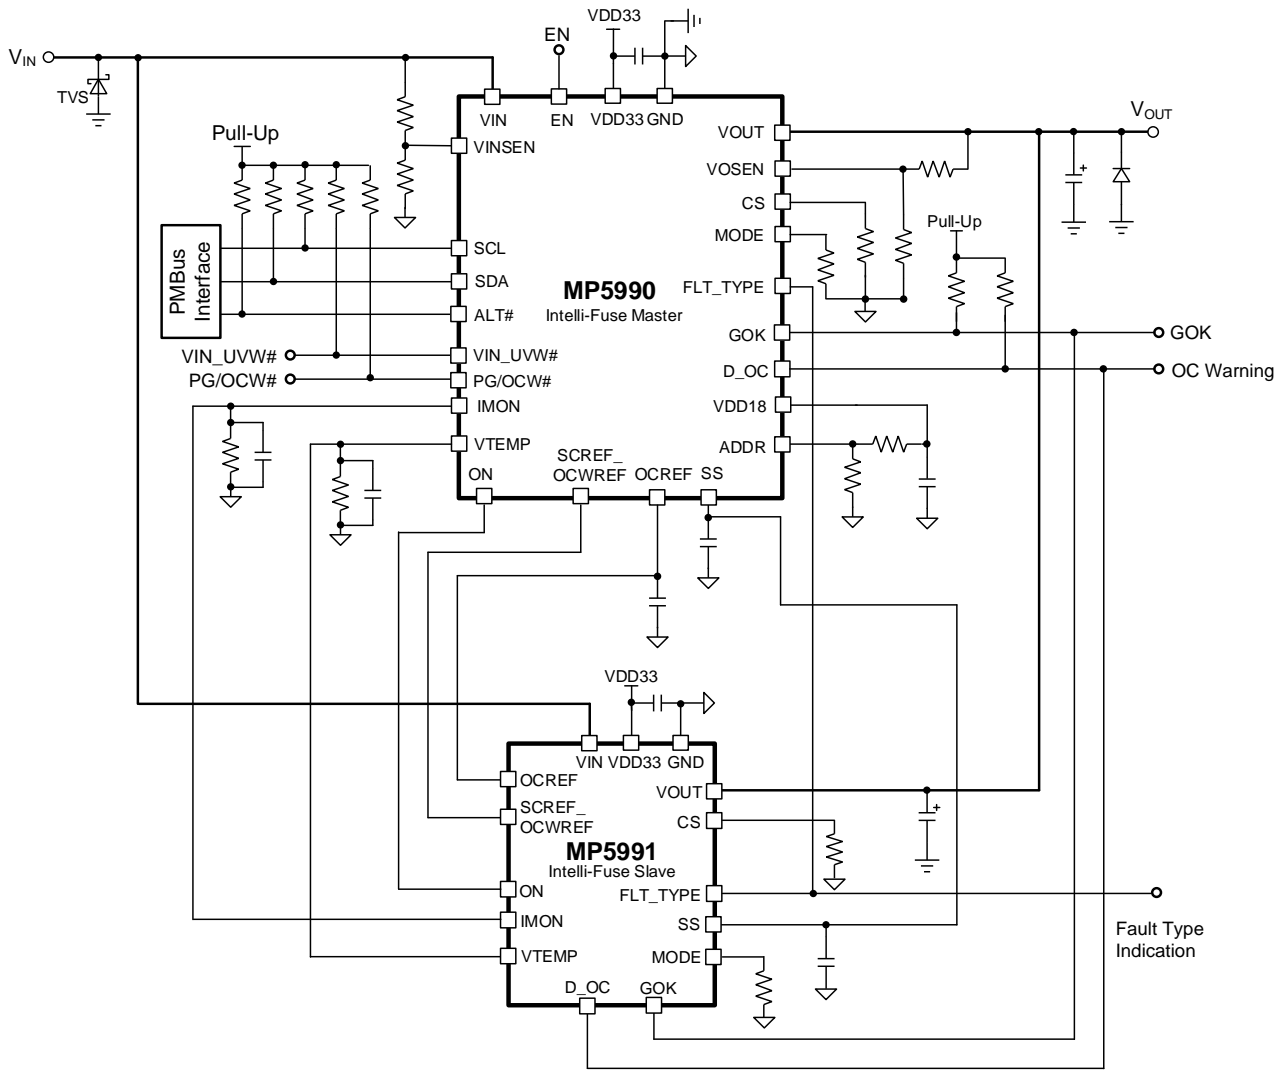 VDD33
EN
VIN
TVS
VIN
EN
VDD33
GND
Pull-Up
VINSEN
VOUT
VOUT
VOSEN
CS
Pull-Up
MODE
PMBus
Interface
SCL
SDA
MP5990
Intelli-Fuse Master
FLT_TYPE
ALT#
GOK
GOK
VIN_UVW#
VIN_UVW#
D_OC
OC Warning
PG/OCW#
PG/OCW#
IMON
VDD18
VTEMP
ADDR
ON
SCREF_
OCWREF
OCREF
SS
VDD33
VIN
VDD33
GND
OCREF
VOUT
SCREF_
OCWREF
CS
MP5991
Intelli-Fuse Slave
ON
FLT_TYPE
IMON
SS
Fault Type
Indication
VTEMP
MODE
D_OC
GOK